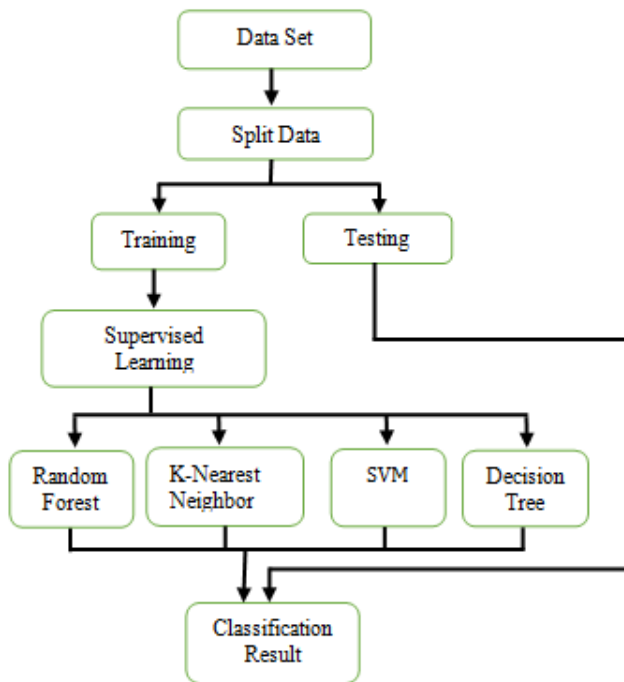 Data Set
Split Data
Training
Testing
Supervised
Learning
Random
Forest
K-Nearest
Neighbor
SVM
Decision
Tree
Classification
Result